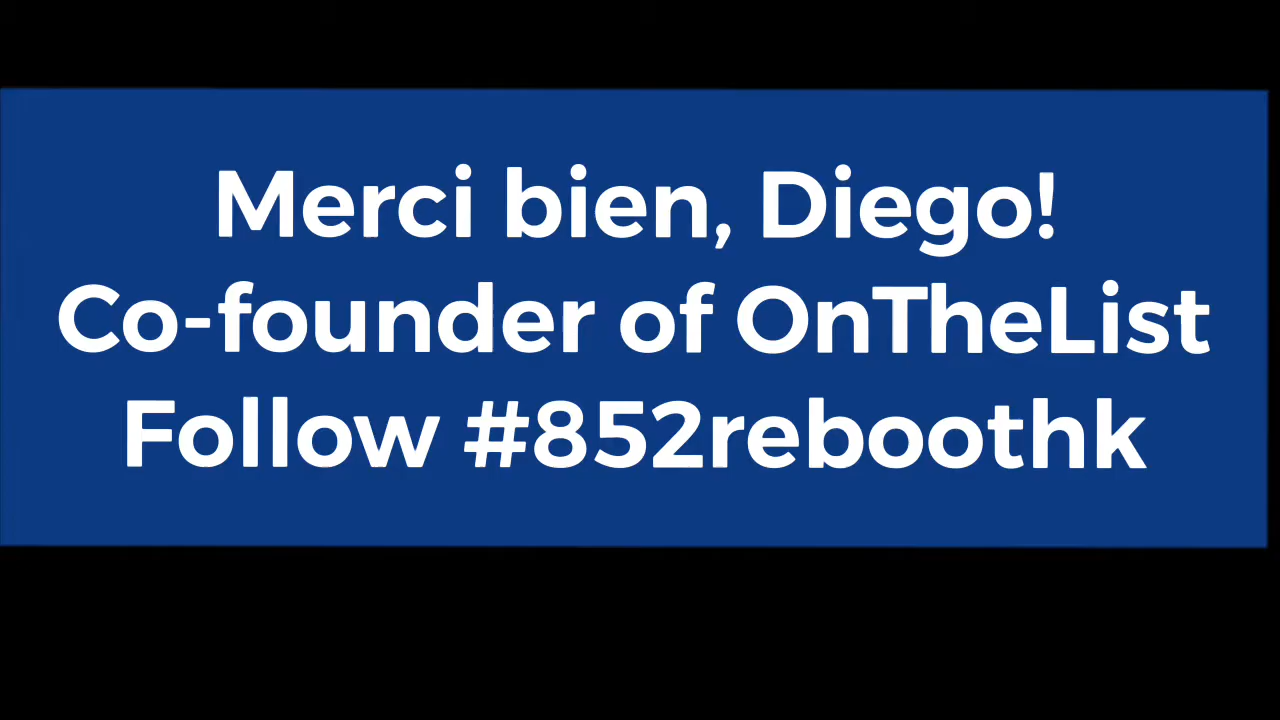 Merci bien, Diego!
Co-founder of OnTheList
Follow #852reboothk